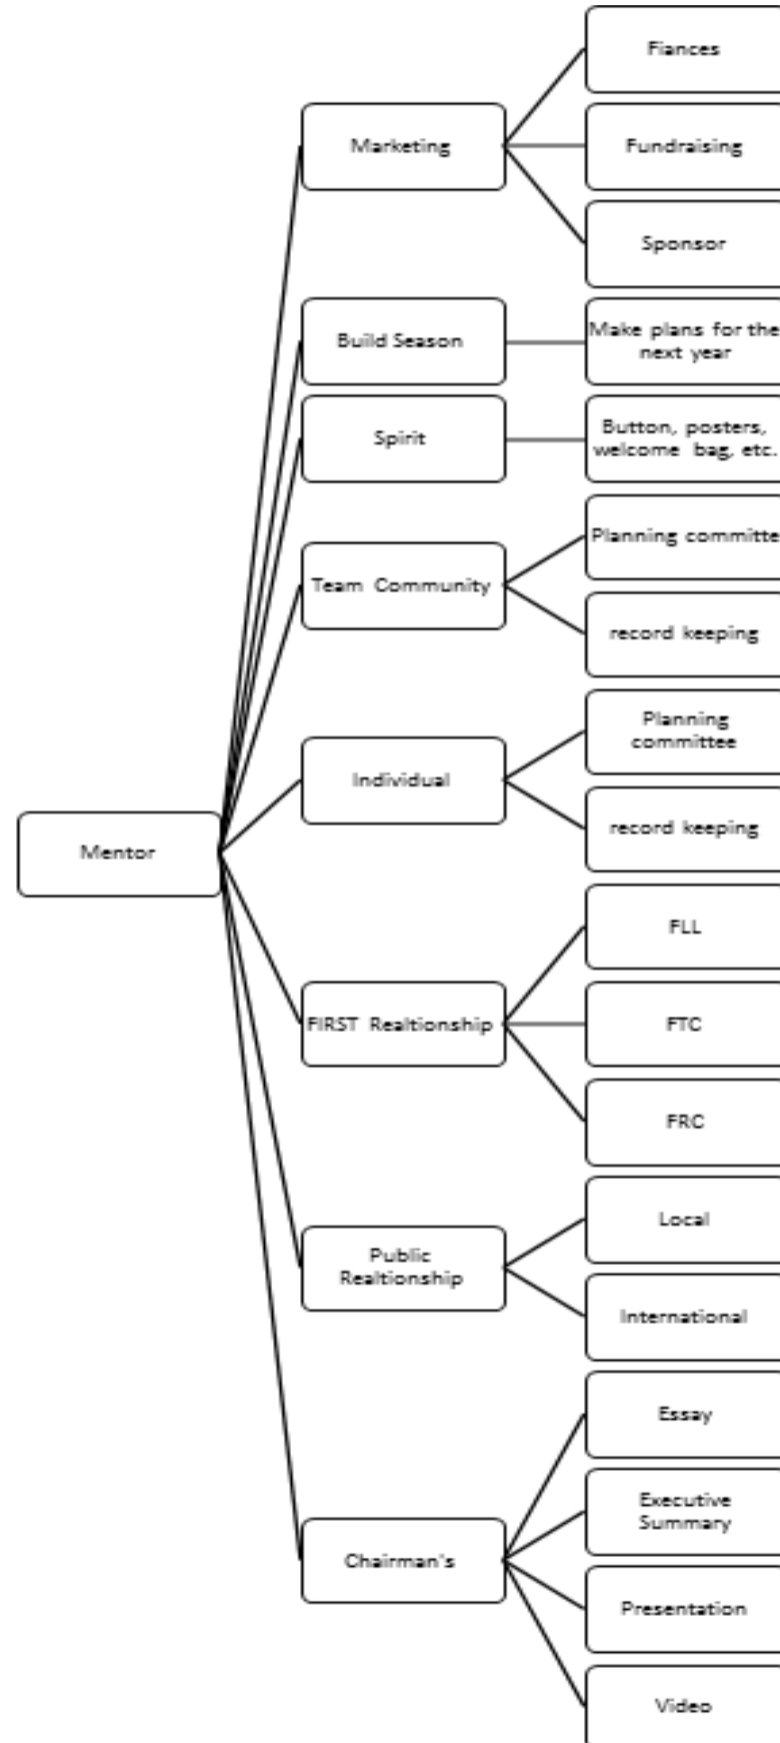 Fiances
Marketing
Fundraising
Sponsor
Build Season
Make plans for the
next year
Spirit
Button, posters,
welcome bag, etc.
Team Community
Planning committe
record keeping
Individual
Planning
committee
record keeping
Mentor
FLL
FIRST Realtionship
FTC
FRC
Public
Realtionship
Local
International
Essay
Chairman's
Executive
Summary
Presentation
Video